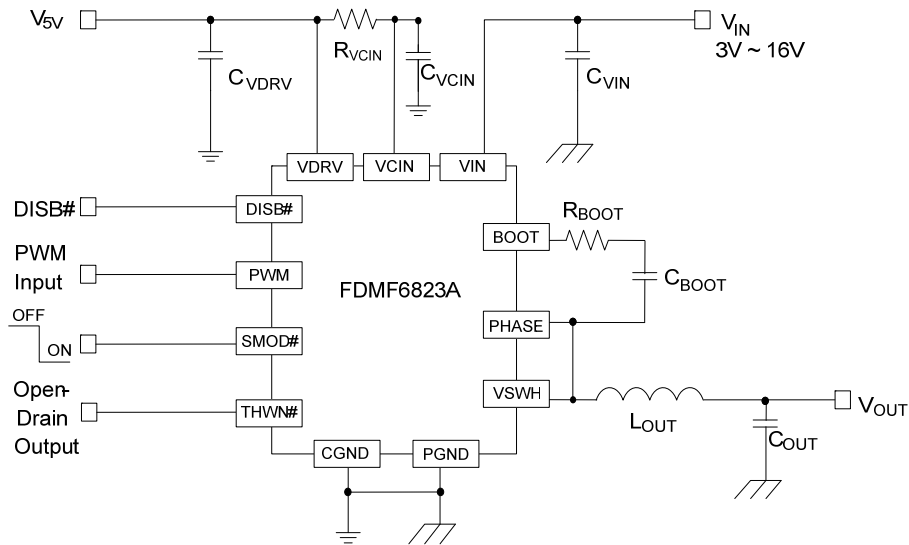 V5V
RVCIN
CVDRV
CVCIN
CVIN
VIN
3V ~ 16V
VDRV
VCIN
VIN
DISB#
DISB#
PWM
Input
PWM
OFF
ON
SMOD#
Open-
Drain
Output
THWN#
FDMF6823A
BOOT
RBOOT
CBOOT
PHASE
VSWH
LOUT
VOUT
COUT
CGND
PGND